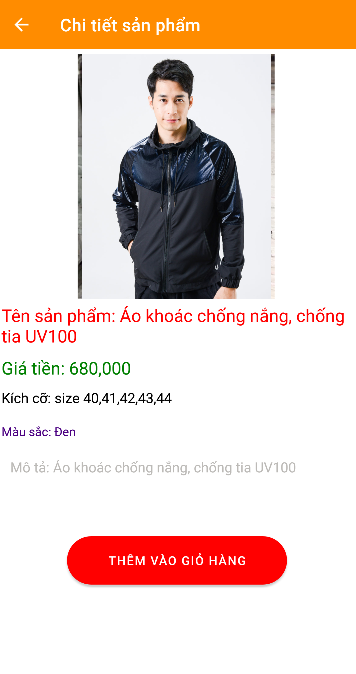 Chi tiết sản phẩm
Tên sản phẩm: Áo khoác chống nắng, chống
tia UV100
Giá tiền: 680,000
Kích cỡ: size 40,41,42,43,44
Màu sắc: Đen
Mô tả: Áo khoác chống nắng, chống tia UV100
THÊM VÀO GIỎ HÀNG